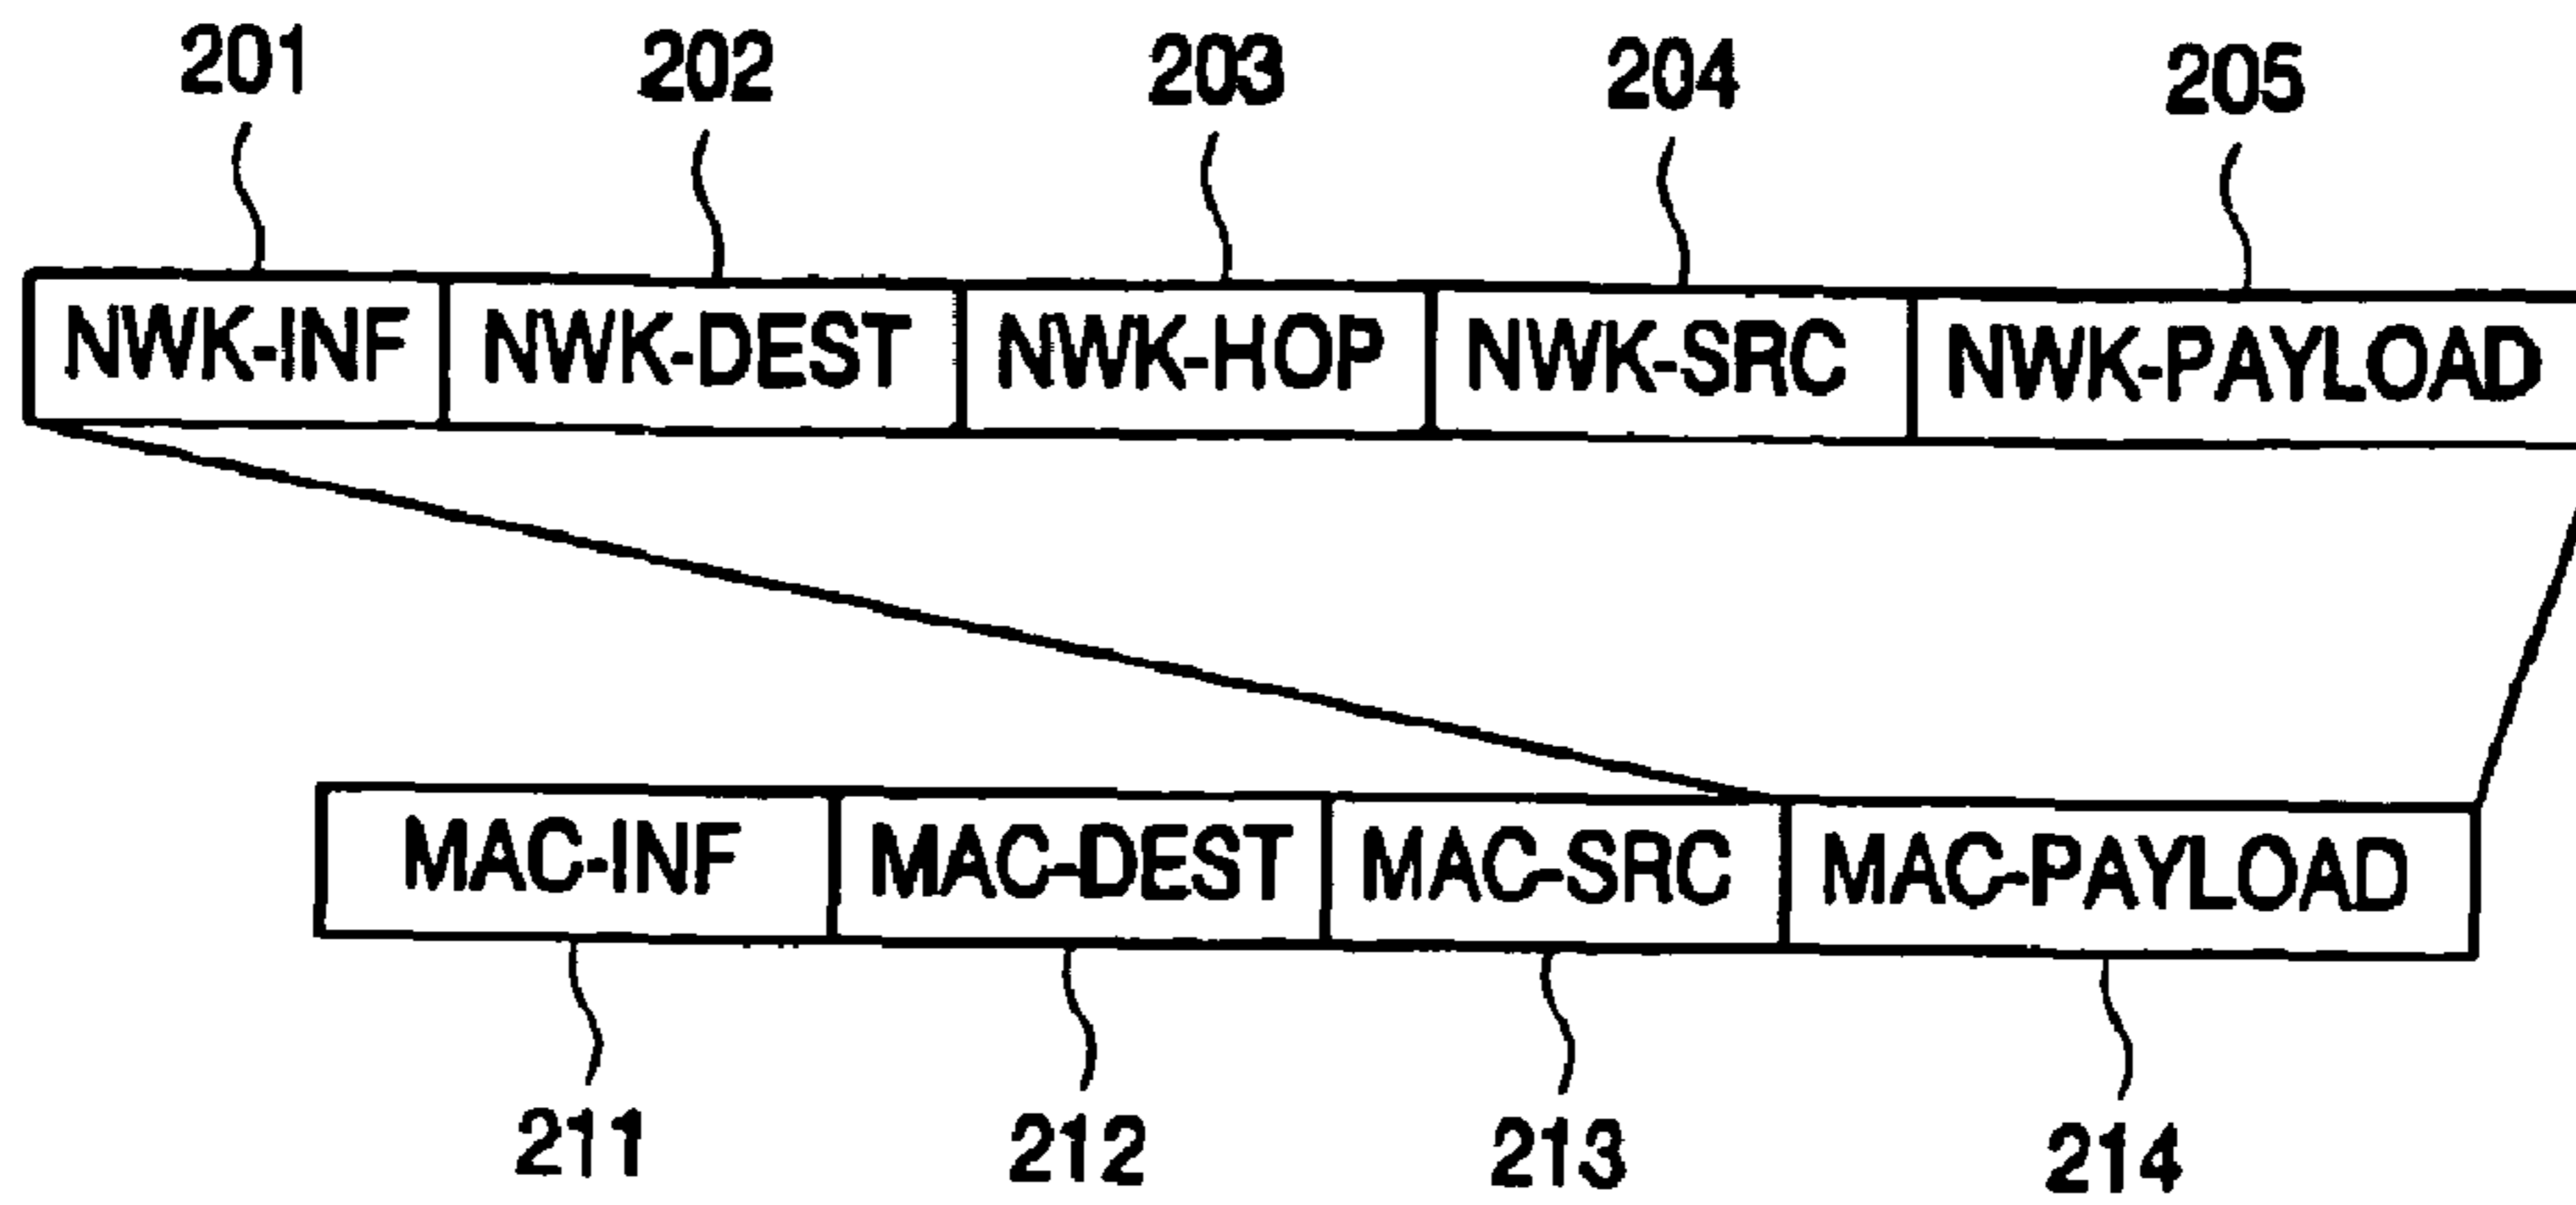 201 202 203 204 205
NWK-INF NWK-DEST NWK-HOP NWK-SRC NWK-PAYLOAD
MAC-INF MAC-DEST MAC-SRC MAC-PAYLOAD
211 212 213 214